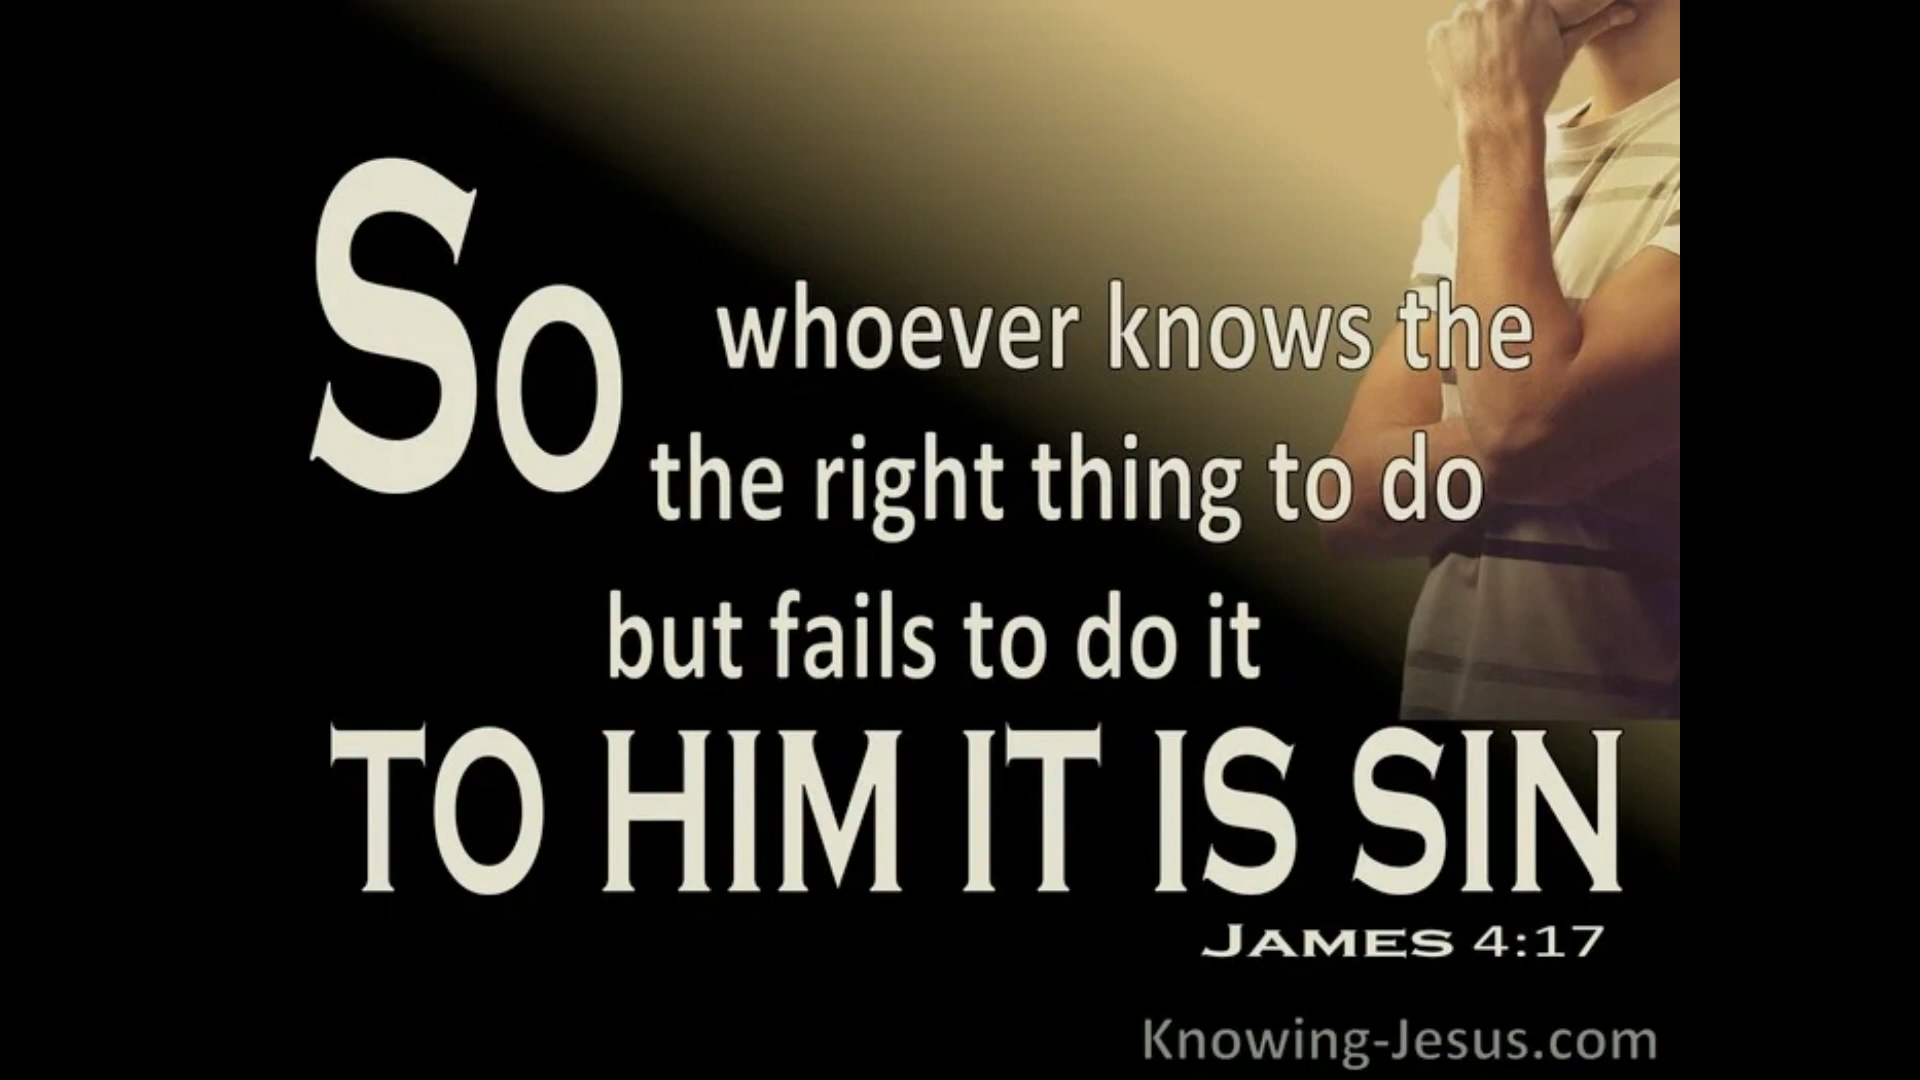 So whoever knows the
the right thing to do
but fails to do it
TO HIM IT IS SIN
JAMES 4:17
Knowing-Jesus.com